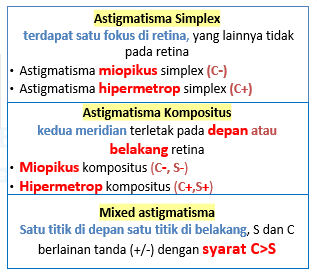 Astigmatisma Simplex
terdapat satu fokus di retina, yang lainnya tidak
pada retina
• Astigmatisma miopikus simplex (C-)
• Astigmatisma hipermetrop simplex (C+)
Astigmatisma Kompositus
kedua meridian terletak pada depan atau
belakang retina
• Miopikus kompositus (C-, S-)
• Hipermetrop kompositus (C+,S+)
Mixed astigmatisma
Satu titik di depan satu titik di belakang, S dan C
berlainan tanda (+/-) dengan syarat C>S